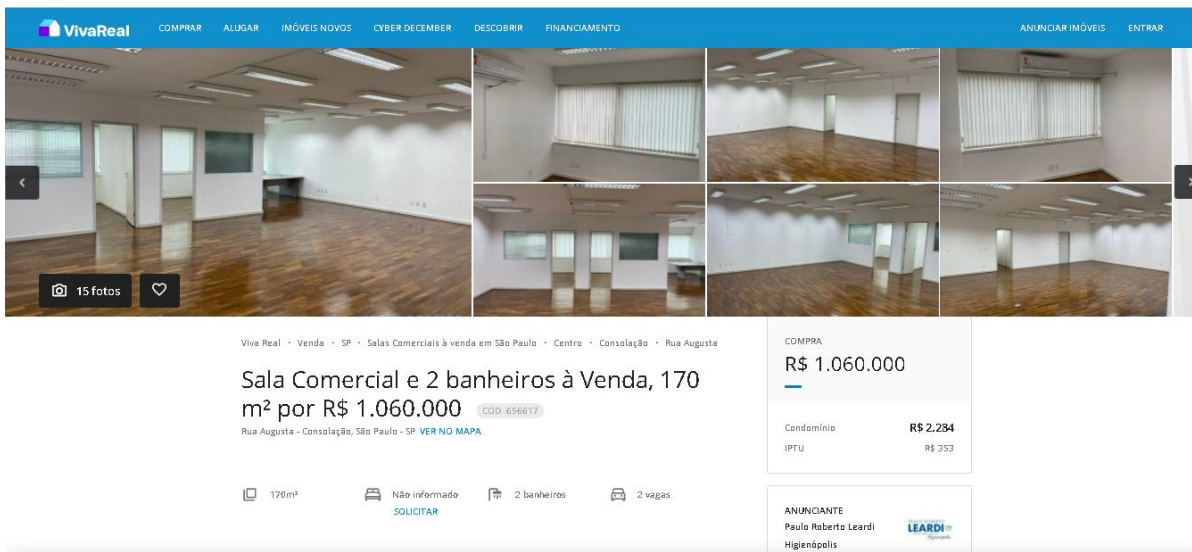 VivaReal COMPRAR ALUGAR IMÓVEIS NOVOS CYBER DECEMBER DESCOBRIR FINANCIAMENTO ANUNCIAR IMÓVEIS ENTRAR
15 fotos
Viva Real • Venda • SP • Salas Comerciais à venda em São Paulo • Centro • Consolação • Rua Augusta
Sala Comercial e 2 banheiros à Venda, 170
m² por R$ 1.060.000 COD. 656617
Rua Augusta - Consolação, São Paulo - SP VER NO MAPA
170m² Não informado 2 banheiros 2 vagas
SOLICITAR
COMPRA
R$ 1.060.000
Condomínio R$ 2.284
IPTU R$ 353
ANUNCIANTE
Paulo Roberto Leardi
Higienópolis
LEARDI